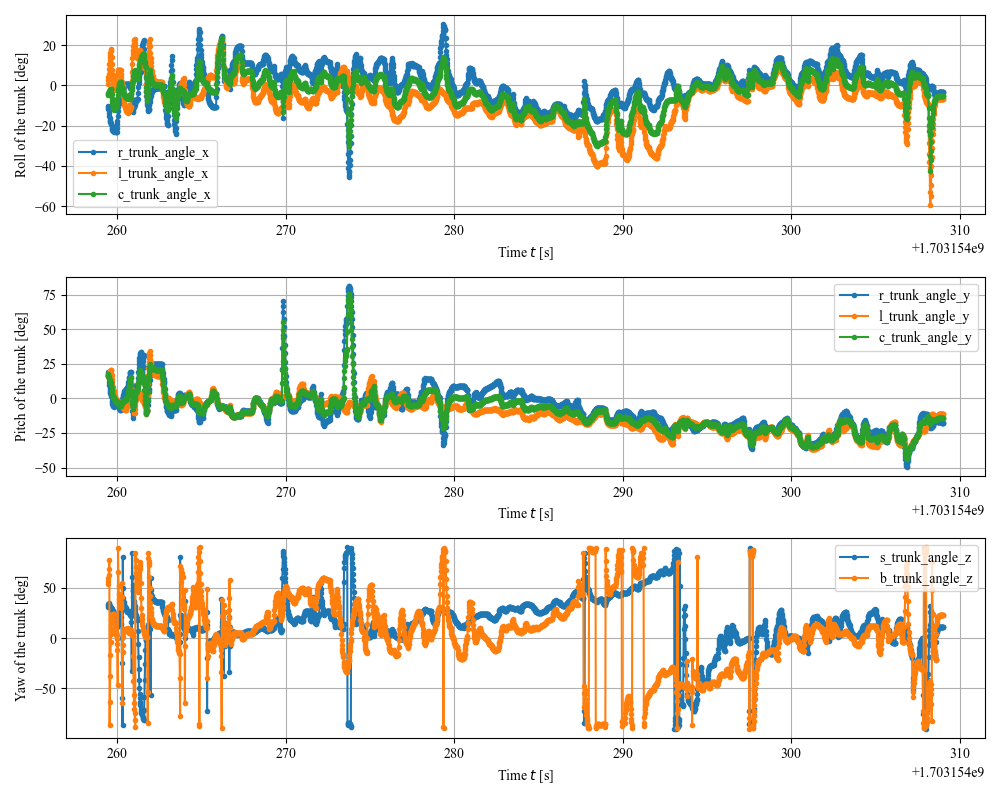 Roll of the trunk [deg]
20
0
−20
−40
−60
r_trunk_angle_x
l_trunk_angle_x
c_trunk_angle_x
260 270 280 290 300 310
Time t [s]
+1.703154e9
Pitch of the trunk [deg]
75
50
25
0
−25
−50
r_trunk_angle_y
l_trunk_angle_y
c_trunk_angle_y
260 270 280 290 300 310
Time t [s]
+1.703154e9
Yaw of the trunk [deg]
50
0
−50
s_trunk_angle_z
b_trunk_angle_z
260 270 280 290 300 310
Time t [s]
+1.703154e9